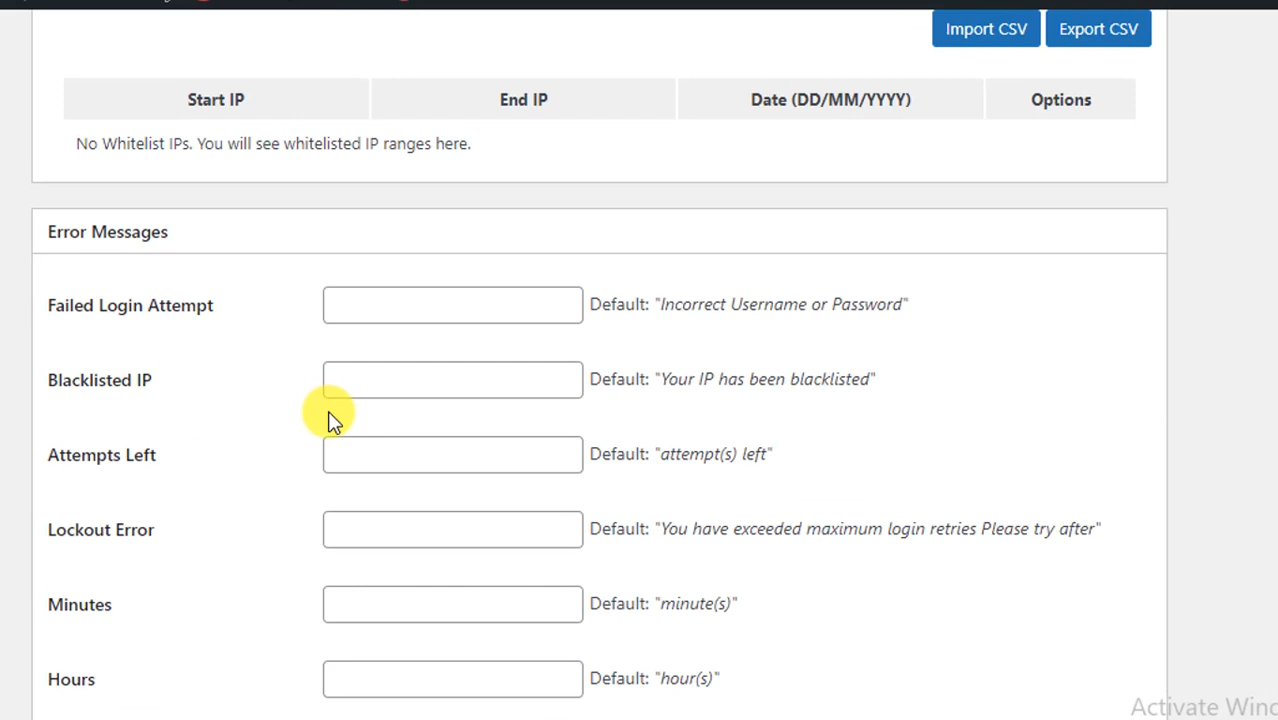 Import CSV Export CSV
Start IP End IP Date (DD/MM/YYYY) Options
No Whitelist IPs. You will see whitelisted IP ranges here.
Error Messages
Failed Login Attempt Default: "Incorrect Username or Password"
Blacklisted IP Default: "Your IP has been blacklisted"
Attempts Left Default: "attempt(s) left"
Lockout Error Default: "You have exceeded maximum login retries Please try after"
Minutes Default: "minute(s)"
Hours Default: "hour(s)"
Activate Winc